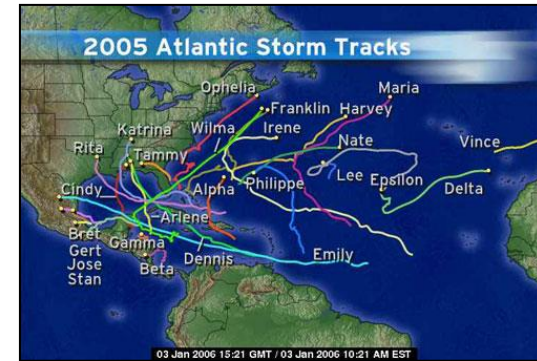 2005 Atlantic Storm Tracks
Maria
Ophelia
Franklin Harvey
Katrina Wilma Irene
Rita Tammy Nate Vince
Cindy Alpha Philippe Lee Epsilon Delta
Arlene
Bret Gamma Dennis Emily
Gert
Jose Beta
Stan
03 Jan 2006 15:21 GMT / 03 Jan 2006 10:21 AM EST